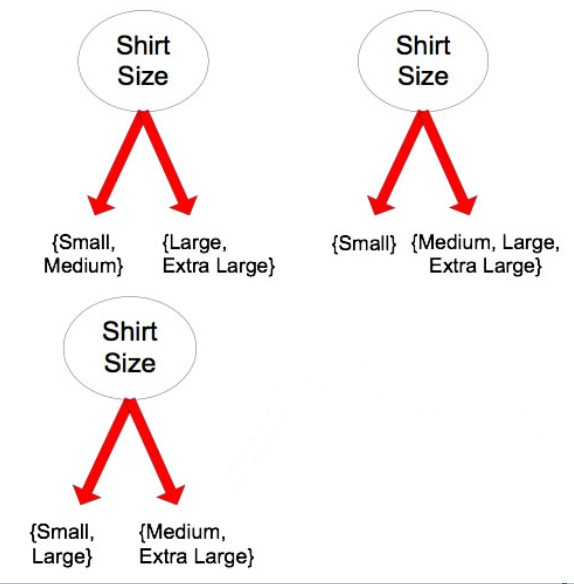 Shirt
Size
{Small,
Medium}
{Large,
Extra Large}
Shirt
Size
{Small}
{Medium, Large,
Extra Large}
Shirt
Size
{Small,
Large}
{Medium,
Extra Large}